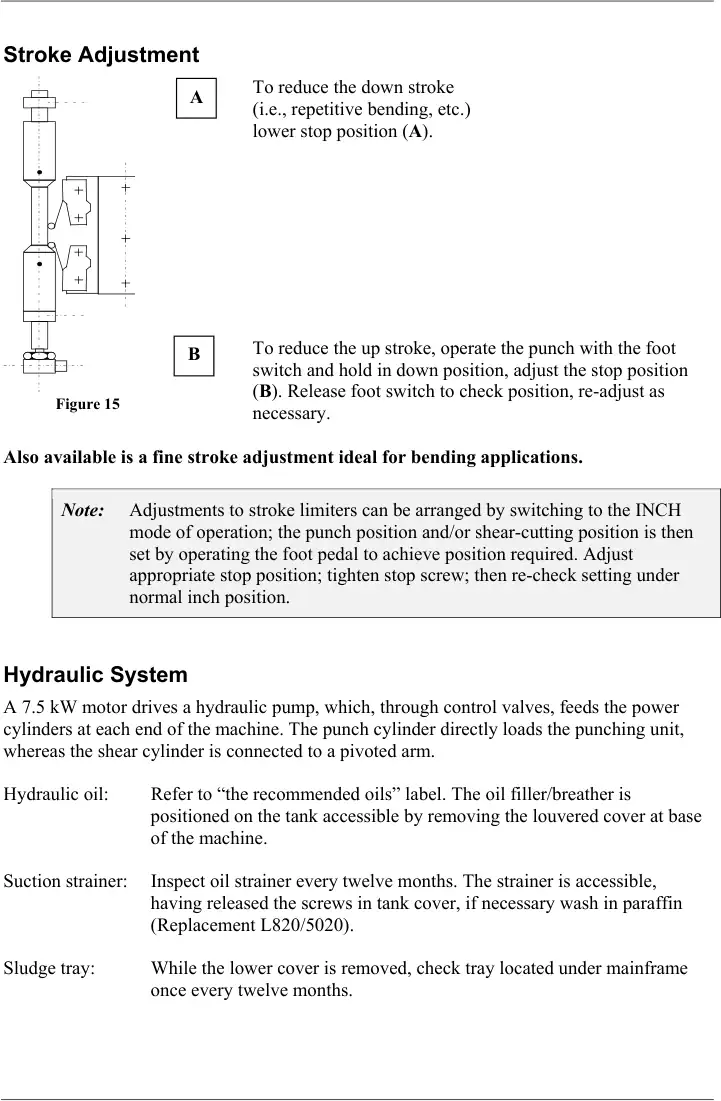 Stroke Adjustment
A
To reduce the down stroke
(i.e., repetitive bending, etc.)
lower stop position (A).
B
To reduce the up stroke, operate the punch with the foot
switch and hold in down position, adjust the stop position
(B). Release foot switch to check position, re-adjust as
necessary.
Figure 15
Also available is a fine stroke adjustment ideal for bending applications.
Note: Adjustments to stroke limiters can be arranged by switching to the INCH
mode of operation; the punch position and/or shear-cutting position is then
set by operating the foot pedal to achieve position required. Adjust
appropriate stop position; tighten stop screw; then re-check setting under
normal inch position.
Hydraulic System
A 7.5 kW motor drives a hydraulic pump, which, through control valves, feeds the power
cylinders at each end of the machine. The punch cylinder directly loads the punching unit,
whereas the shear cylinder is connected to a pivoted arm.
Hydraulic oil: Refer to “the recommended oils” label. The oil filler/breather is
positioned on the tank accessible by removing the louvered cover at base
of the machine.
Suction strainer: Inspect oil strainer every twelve months. The strainer is accessible,
having released the screws in tank cover, if necessary wash in paraffin
(Replacement L820/5020).
Sludge tray: While the lower cover is removed, check tray located under mainframe
once every twelve months.